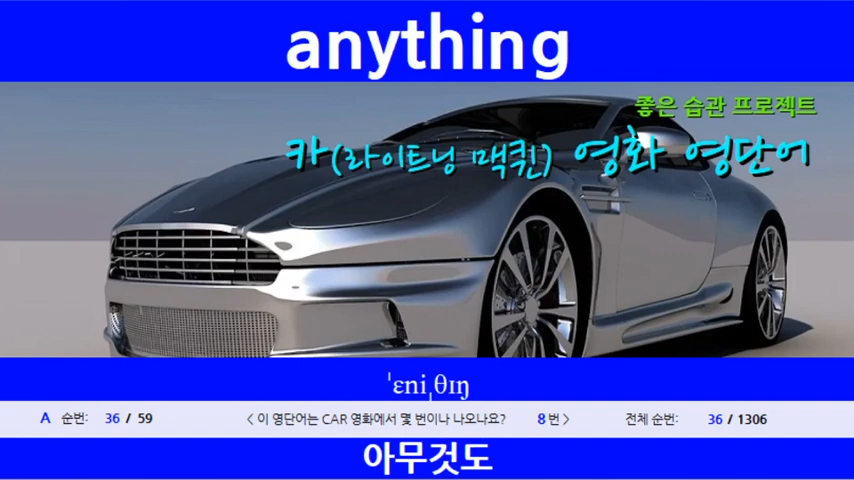 anything
좋은 습관 프로젝트
카(라이트닝 맥퀸) 영화 영단어
ˈɛniˌθɪŋ
A 순번: 36 / 59 < 이 영단어는 CAR 영화에서 몇 번이나 나오나요? 8번 > 전체 순번: 36 / 1306
아무것도